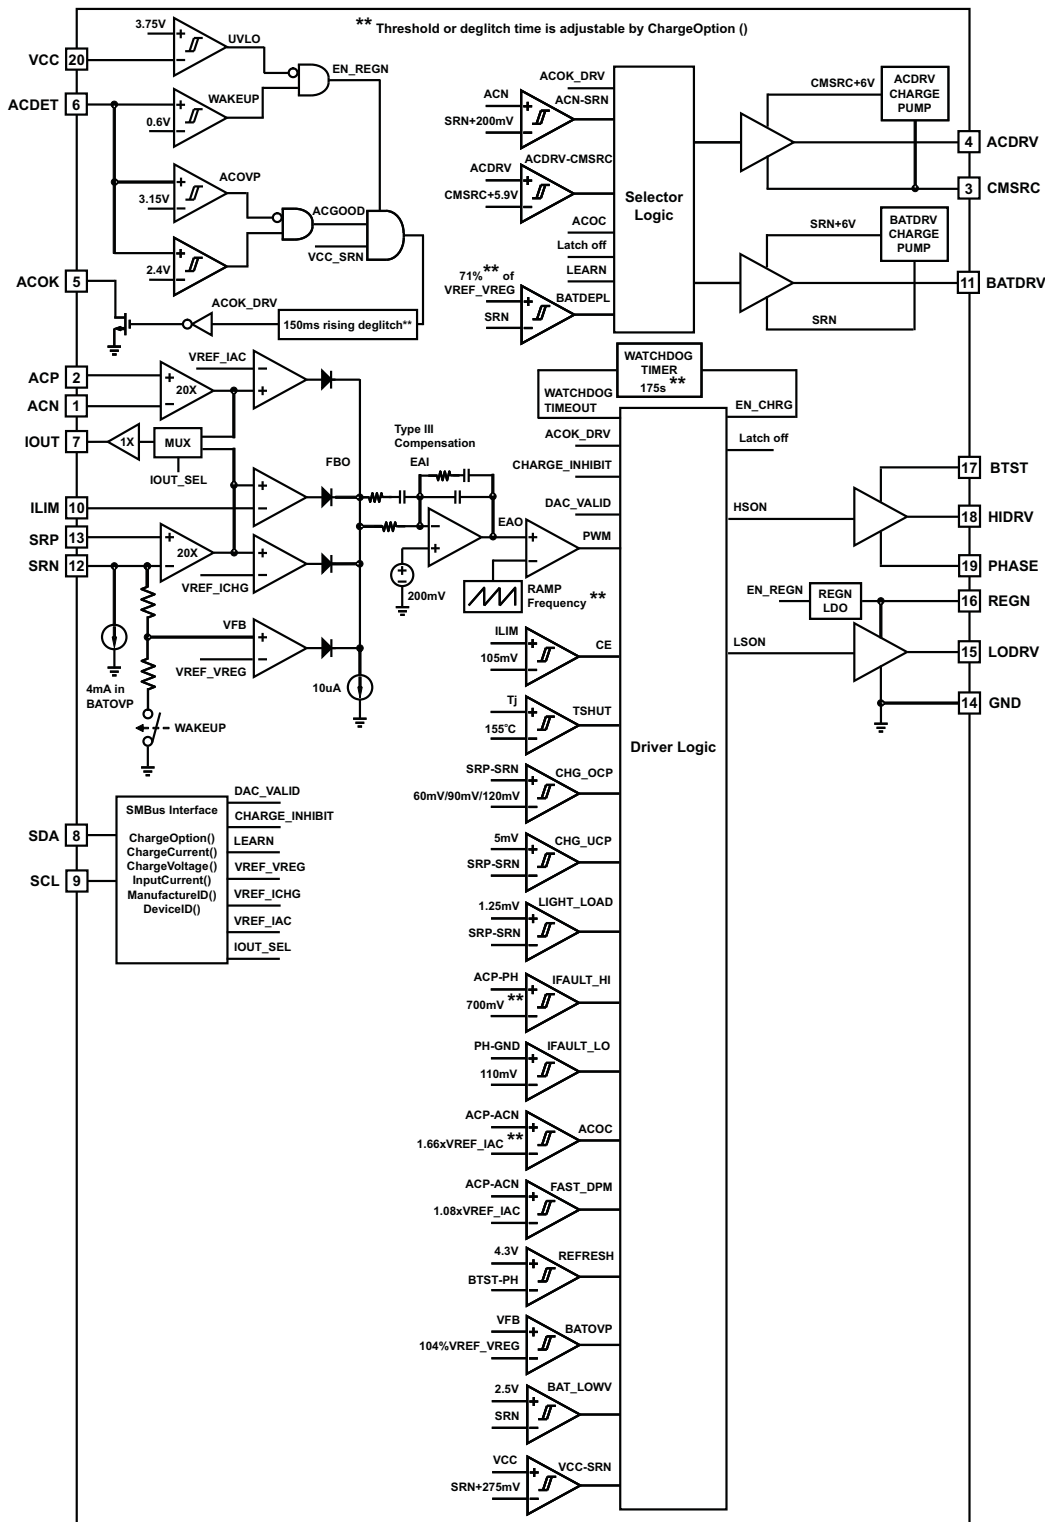 ** Threshold or deglitch time is adjustable by ChargeOption ()
3.75V
UVLO
VCC 20
EN_REGN
ACDET 6
WAKEUP
0.6V
ACOVP
3.15V
ACGOOD
VCC_SRN
2.4V
ACOK 5
ACOK_DRV
150ms rising deglitch**
ACOK_DRV
ACN
ACN-SRN
SRN+200mV
ACDRV-CMSRC
ACDRV
CMSRC+5.9V
ACOC
Latch off
LEARN
71% ** of
VREF_VREG
BATDEPL
SRN
Selector
Logic
CMSRC+6V
ACDRV
CHARGE
PUMP
4 ACDRV
3 CMSRC
SRN+6V
BATDRV
CHARGE
PUMP
11 BATDRV
SRN
ACP 2
ACN 1
20X
VREF_IAC
IOUT 7
1X
MUX
IOUT_SEL
ILIM 10
SRP 13
SRN 12
20X
VREF_ICHG
VFB
VREF_VREG
4mA in
BATOVP
WAKEUP
FBO
10uA
Type III
Compensation
EAI
EAO
200mV
RAMP
Frequency **
PWM
WATCHDOG
TIMER
175s **
WATCHDOG
TIMEOUT
EN_CHRG
ACOK_DRV
Latch off
CHARGE_INHIBIT
DAC_VALID
HSON
17 BTST
18 HIDRV
19 PHASE
EN_REGN
REGN
LDO
16 REGN
LSON
15 LODRV
14 GND
Driver Logic
ILIM
CE
105mV
Tj
TSHUT
155°C
SRP-SRN
CHG_OCP
60mV/90mV/120mV
5mV
CHG_UCP
SRP-SRN
1.25mV
LIGHT_LOAD
SRP-SRN
ACP-PH
IFAULT_HI
700mV **
PH-GND
IFAULT_LO
110mV
ACP-ACN
ACOC
1.66xVREF_IAC **
ACP-ACN
FAST_DPM
1.08xVREF_IAC
4.3V
REFRESH
BTST-PH
VFB
BATOVP
104%VREF_VREG
2.5V
BAT_LOWV
SRN
VCC
VCC-SRN
SRN+275mV
SDA 8
SCL 9
SMBus Interface
ChargeOption()
ChargeCurrent()
ChargeVoltage()
InputCurrent()
ManufactureID()
DeviceID()
DAC_VALID
CHARGE_INHIBIT
LEARN
VREF_VREG
VREF_ICHG
VREF_IAC
IOUT_SEL